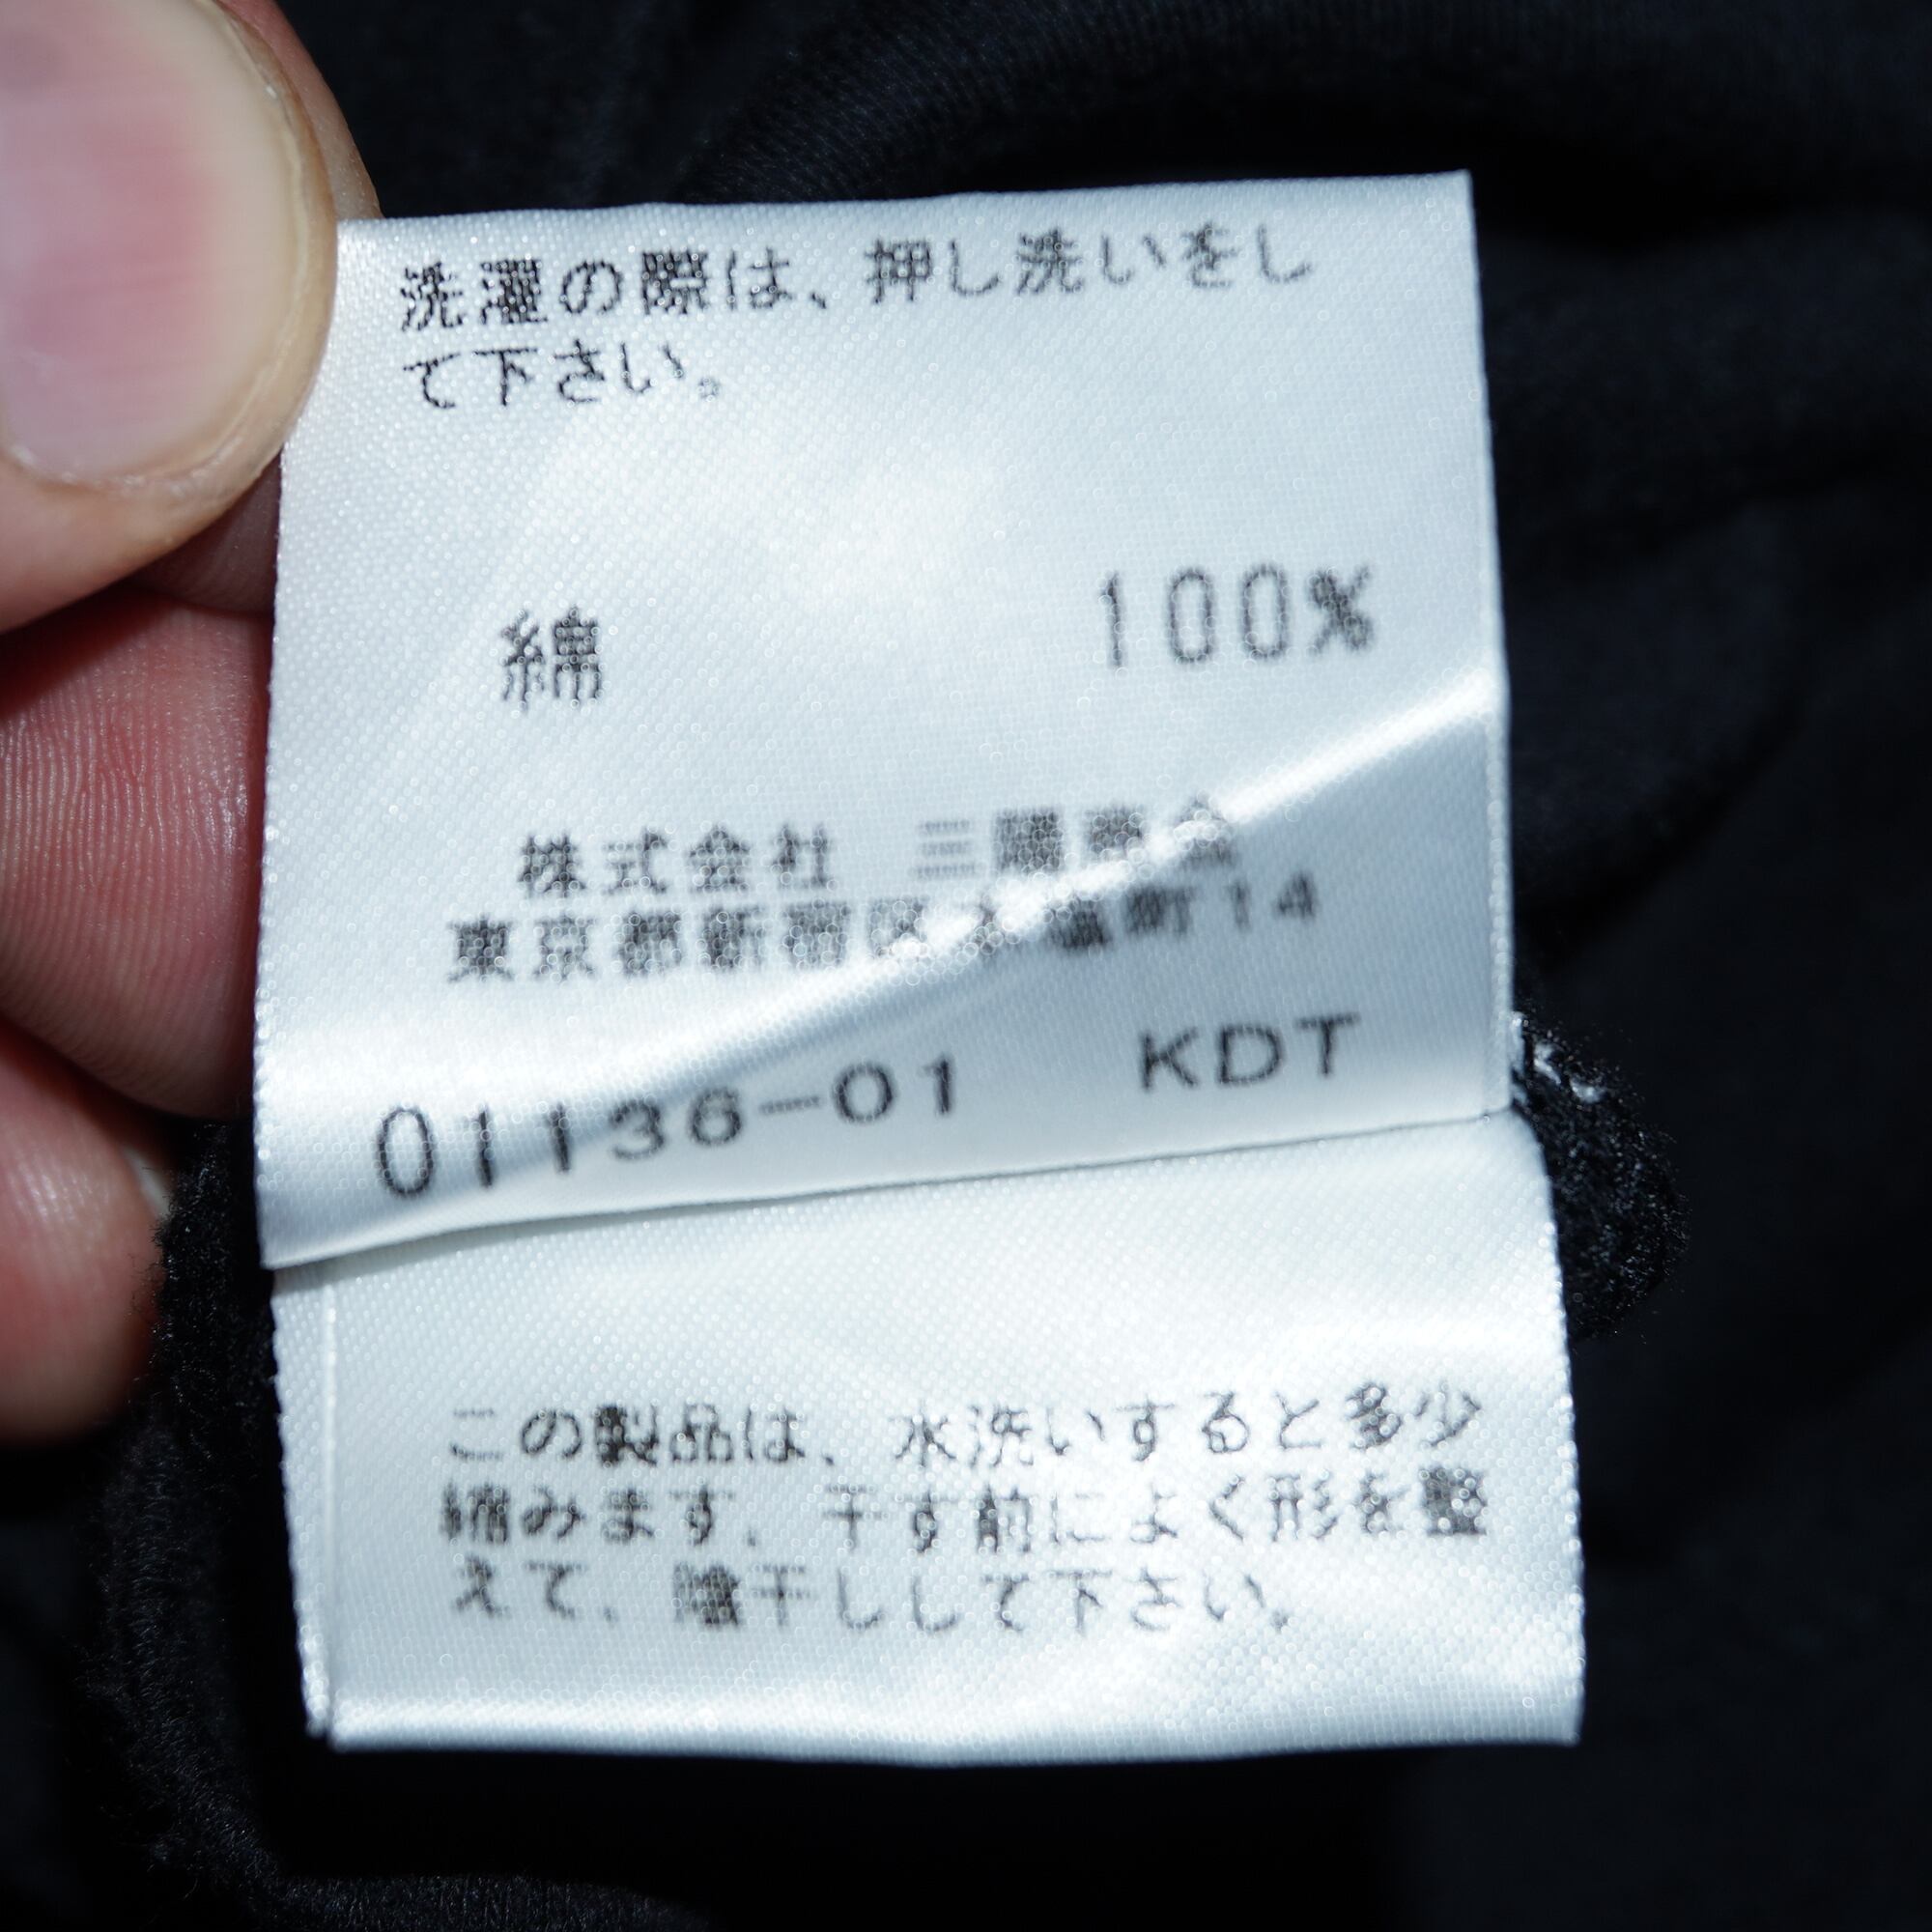 洗濯の際は、押し洗いをし
て下さい。
綿 100%
株式会社 三陽商会
東京都新宿区本塩町14
01136-01 KDT
この製品は、水洗いすると多少
縮みます。干す前によく形を整
えて、陰干しして下さい。